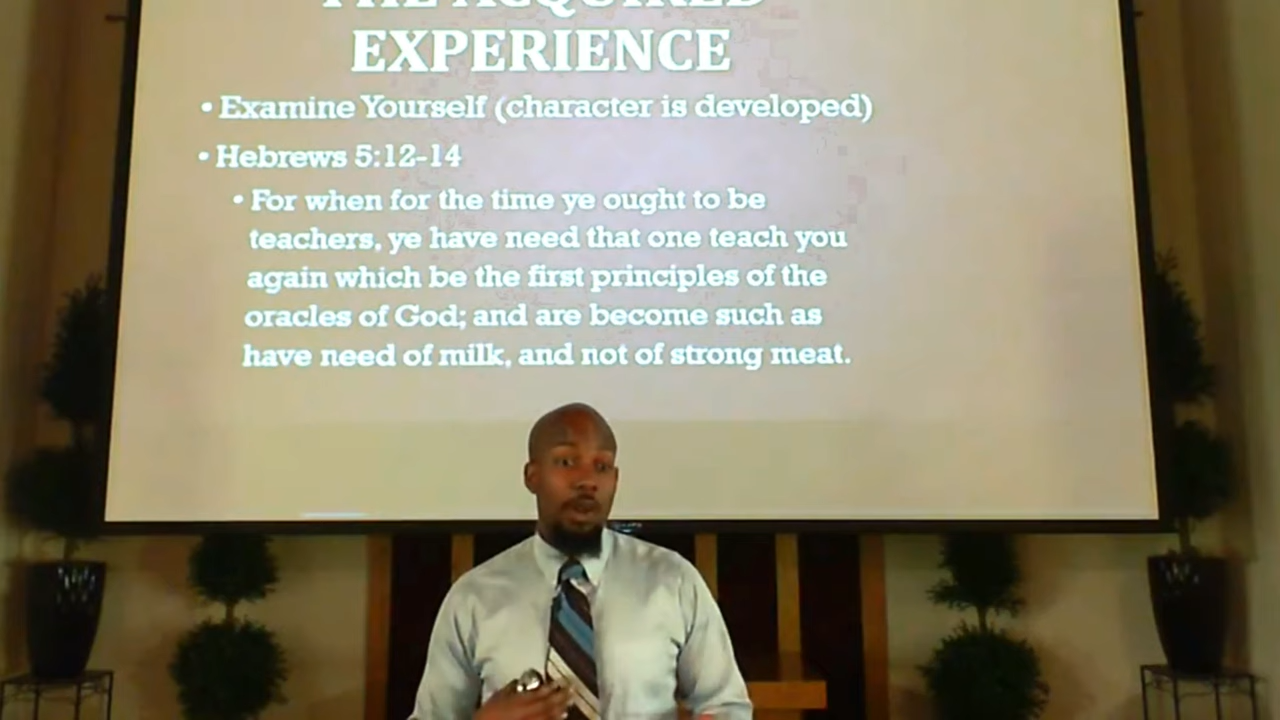 THE ACQUIRED
EXPERIENCE
• Examine Yourself (character is developed)
• Hebrews 5:12-14
• For when for the time ye ought to be
teachers, ye have need that one teach you
again which be the first principles of the
oracles of God; and are become such as
have need of milk, and not of strong meat.